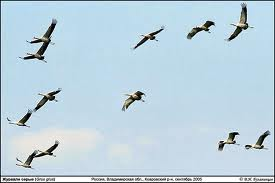 Журавли серые (Grus grus) Россия, Владимирская обл., Ковровский р-н, сентябрь 2005 © В.Ж.